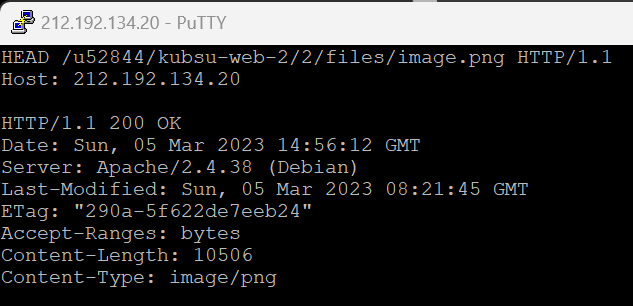 212.192.134.20 - PuTTY
HEAD /u52844/kubsu-web-2/2/files/image.png HTTP/1.1
Host: 212.192.134.20

HTTP/1.1 200 OK
Date: Sun, 05 Mar 2023 14:56:12 GMT
Server: Apache/2.4.38 (Debian)
Last-Modified: Sun, 05 Mar 2023 08:21:45 GMT
ETag: "290a-5f622de7eeb24"
Accept-Ranges: bytes
Content-Length: 10506
Content-Type: image/png